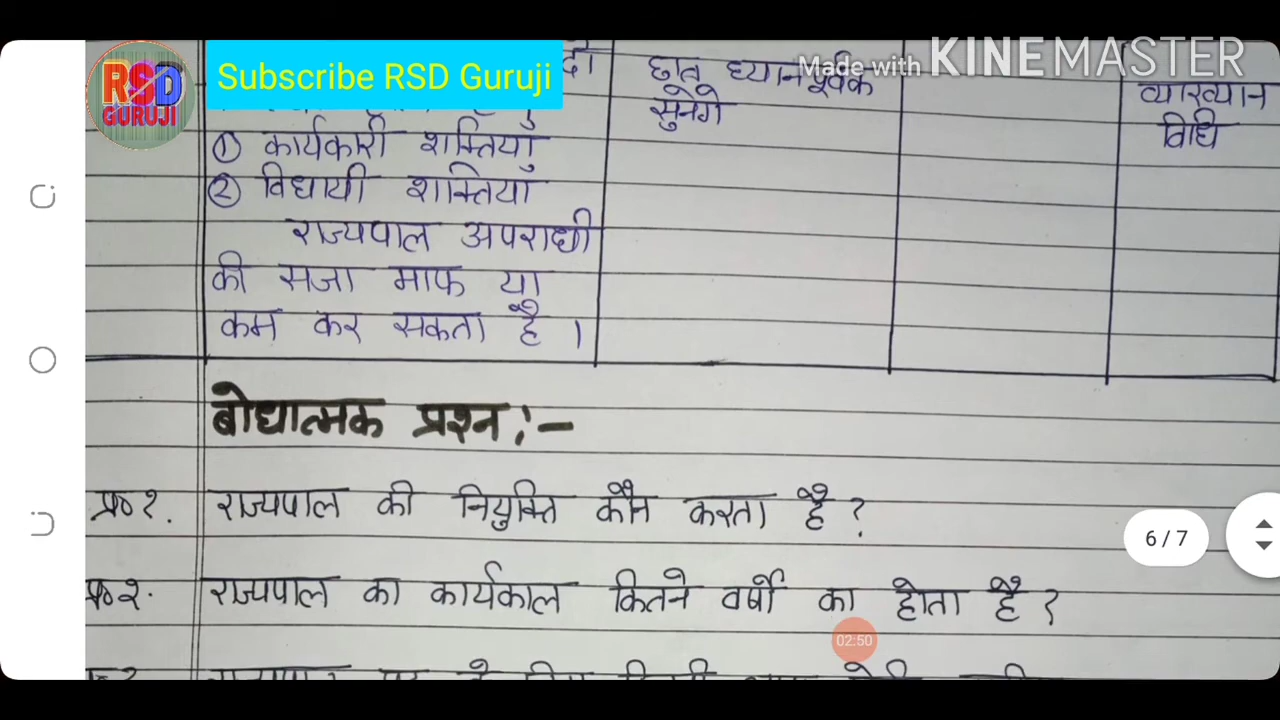 RSD
GURUJI
Subscribe RSD Guruji
Made with KINEMASTER
छात्र ध्यानपूर्वक
सुनेगे
व्याख्यान
विधि
① कार्यकारी शक्तियाँ
② विधायी शक्तियाँ
राज्यपाल अपराधी
की सजा माफ या
कम कर सकता है ।
बोधात्मक प्रश्न :-
प्र०१. राज्यपाल की नियुक्ति कौन करता है ?
प्र०२. राज्यपाल का कार्यकाल कितने वर्षों का होता है ?
6 / 7
02:50